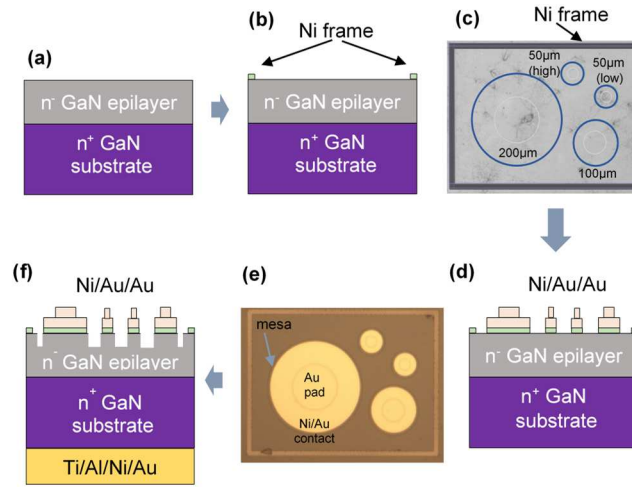 (a)
n⁻ GaN epilayer
n⁺ GaN
substrate
(b)
Ni frame
n⁻ GaN epilayer
n⁺ GaN
substrate
(c)
Ni frame
50μm
(high)
50μm
(low)
200μm
100μm
(d)
Ni/Au/Au
n⁻ GaN epilayer
n⁺ GaN
substrate
(e)
mesa
Au
pad
Ni/Au
contact
(f)
Ni/Au/Au
n⁻ GaN epilayer
n⁺ GaN
substrate
Ti/Al/Ni/Au